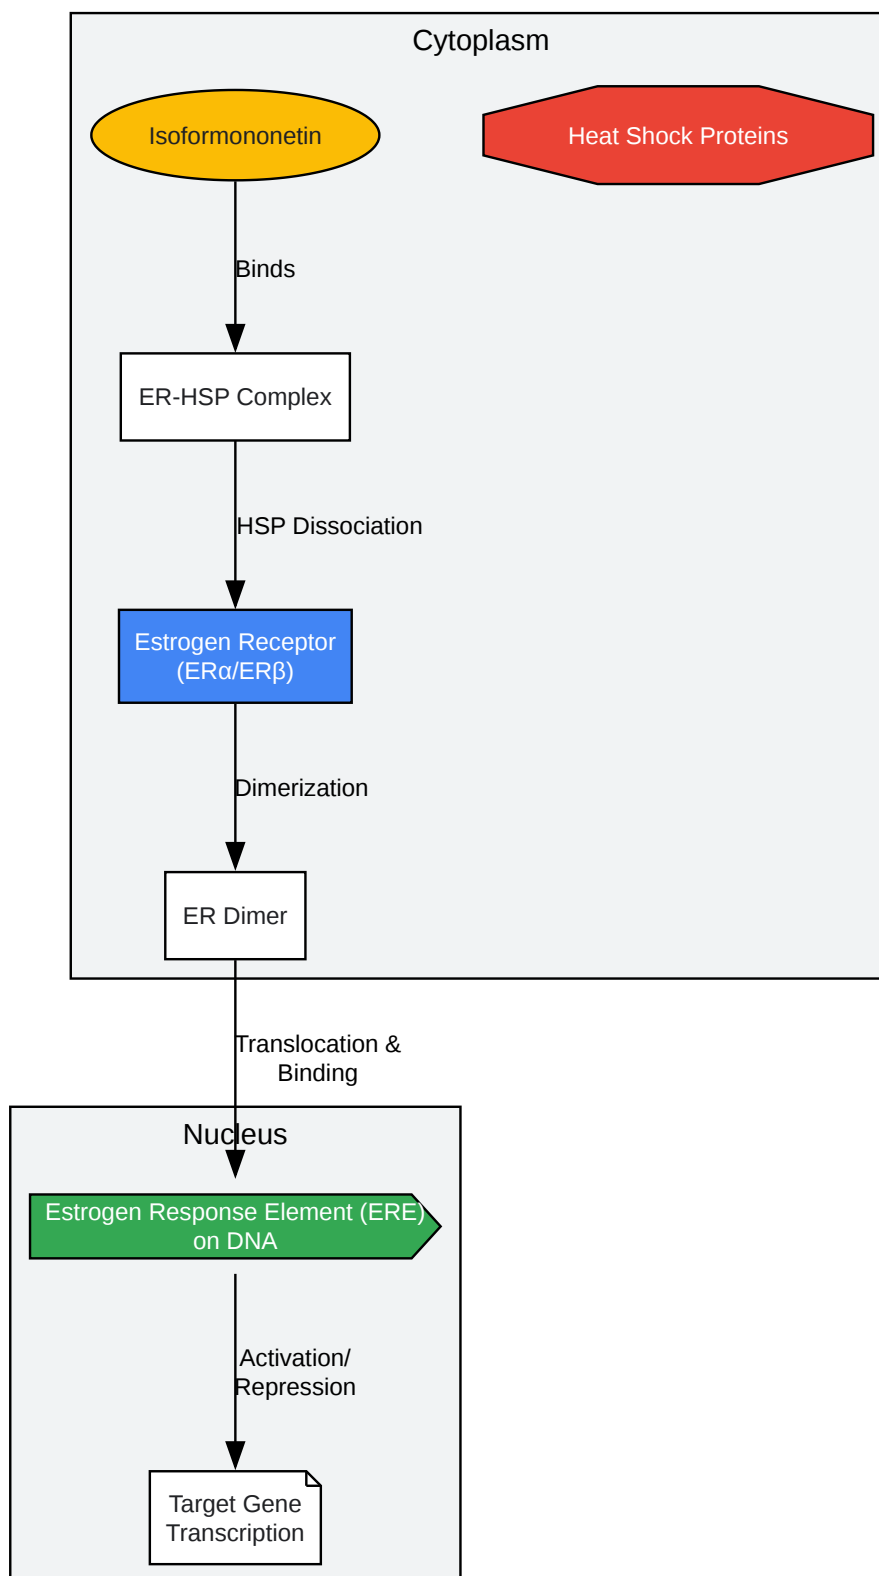 Cytoplasm
Isoformononetin
Heat Shock Proteins
Binds
ER-HSP Complex
HSP Dissociation
Estrogen Receptor
(ERα/ERβ)
Dimerization
ER Dimer
Translocation &
Binding
Nucleus
Estrogen Response Element (ERE)
on DNA
Activation/
Repression
Target Gene
Transcription